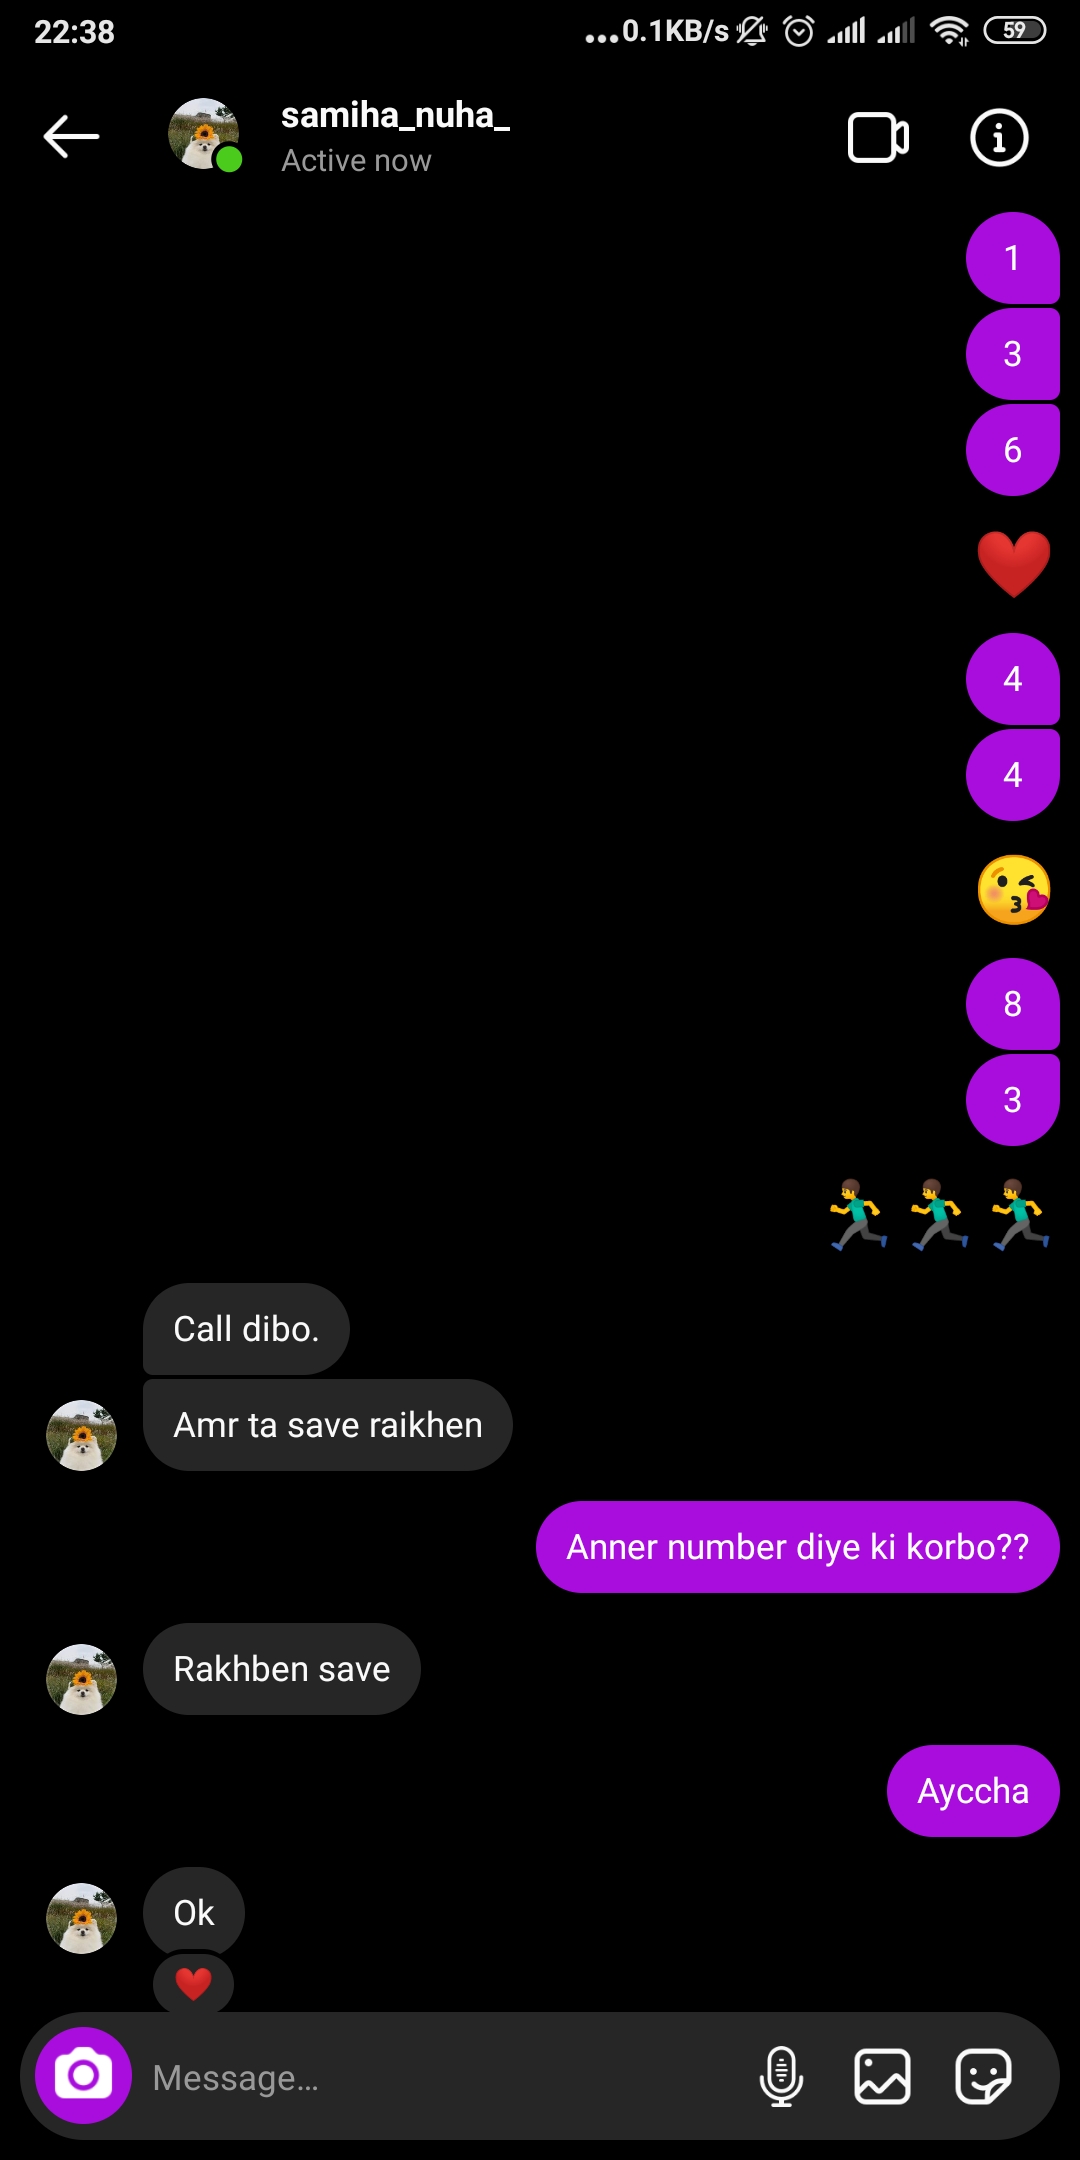 22:38
...0.1KB/s
59
samiha_nuha_
Active now
1
3
6
❤️
4
4
😘
8
3
🏃‍♂️🏃‍♂️🏃‍♂️
Call dibo.
Amr ta save raikhen
Anner number diye ki korbo??
Rakhben save
Ayccha
Ok
❤️
Message...